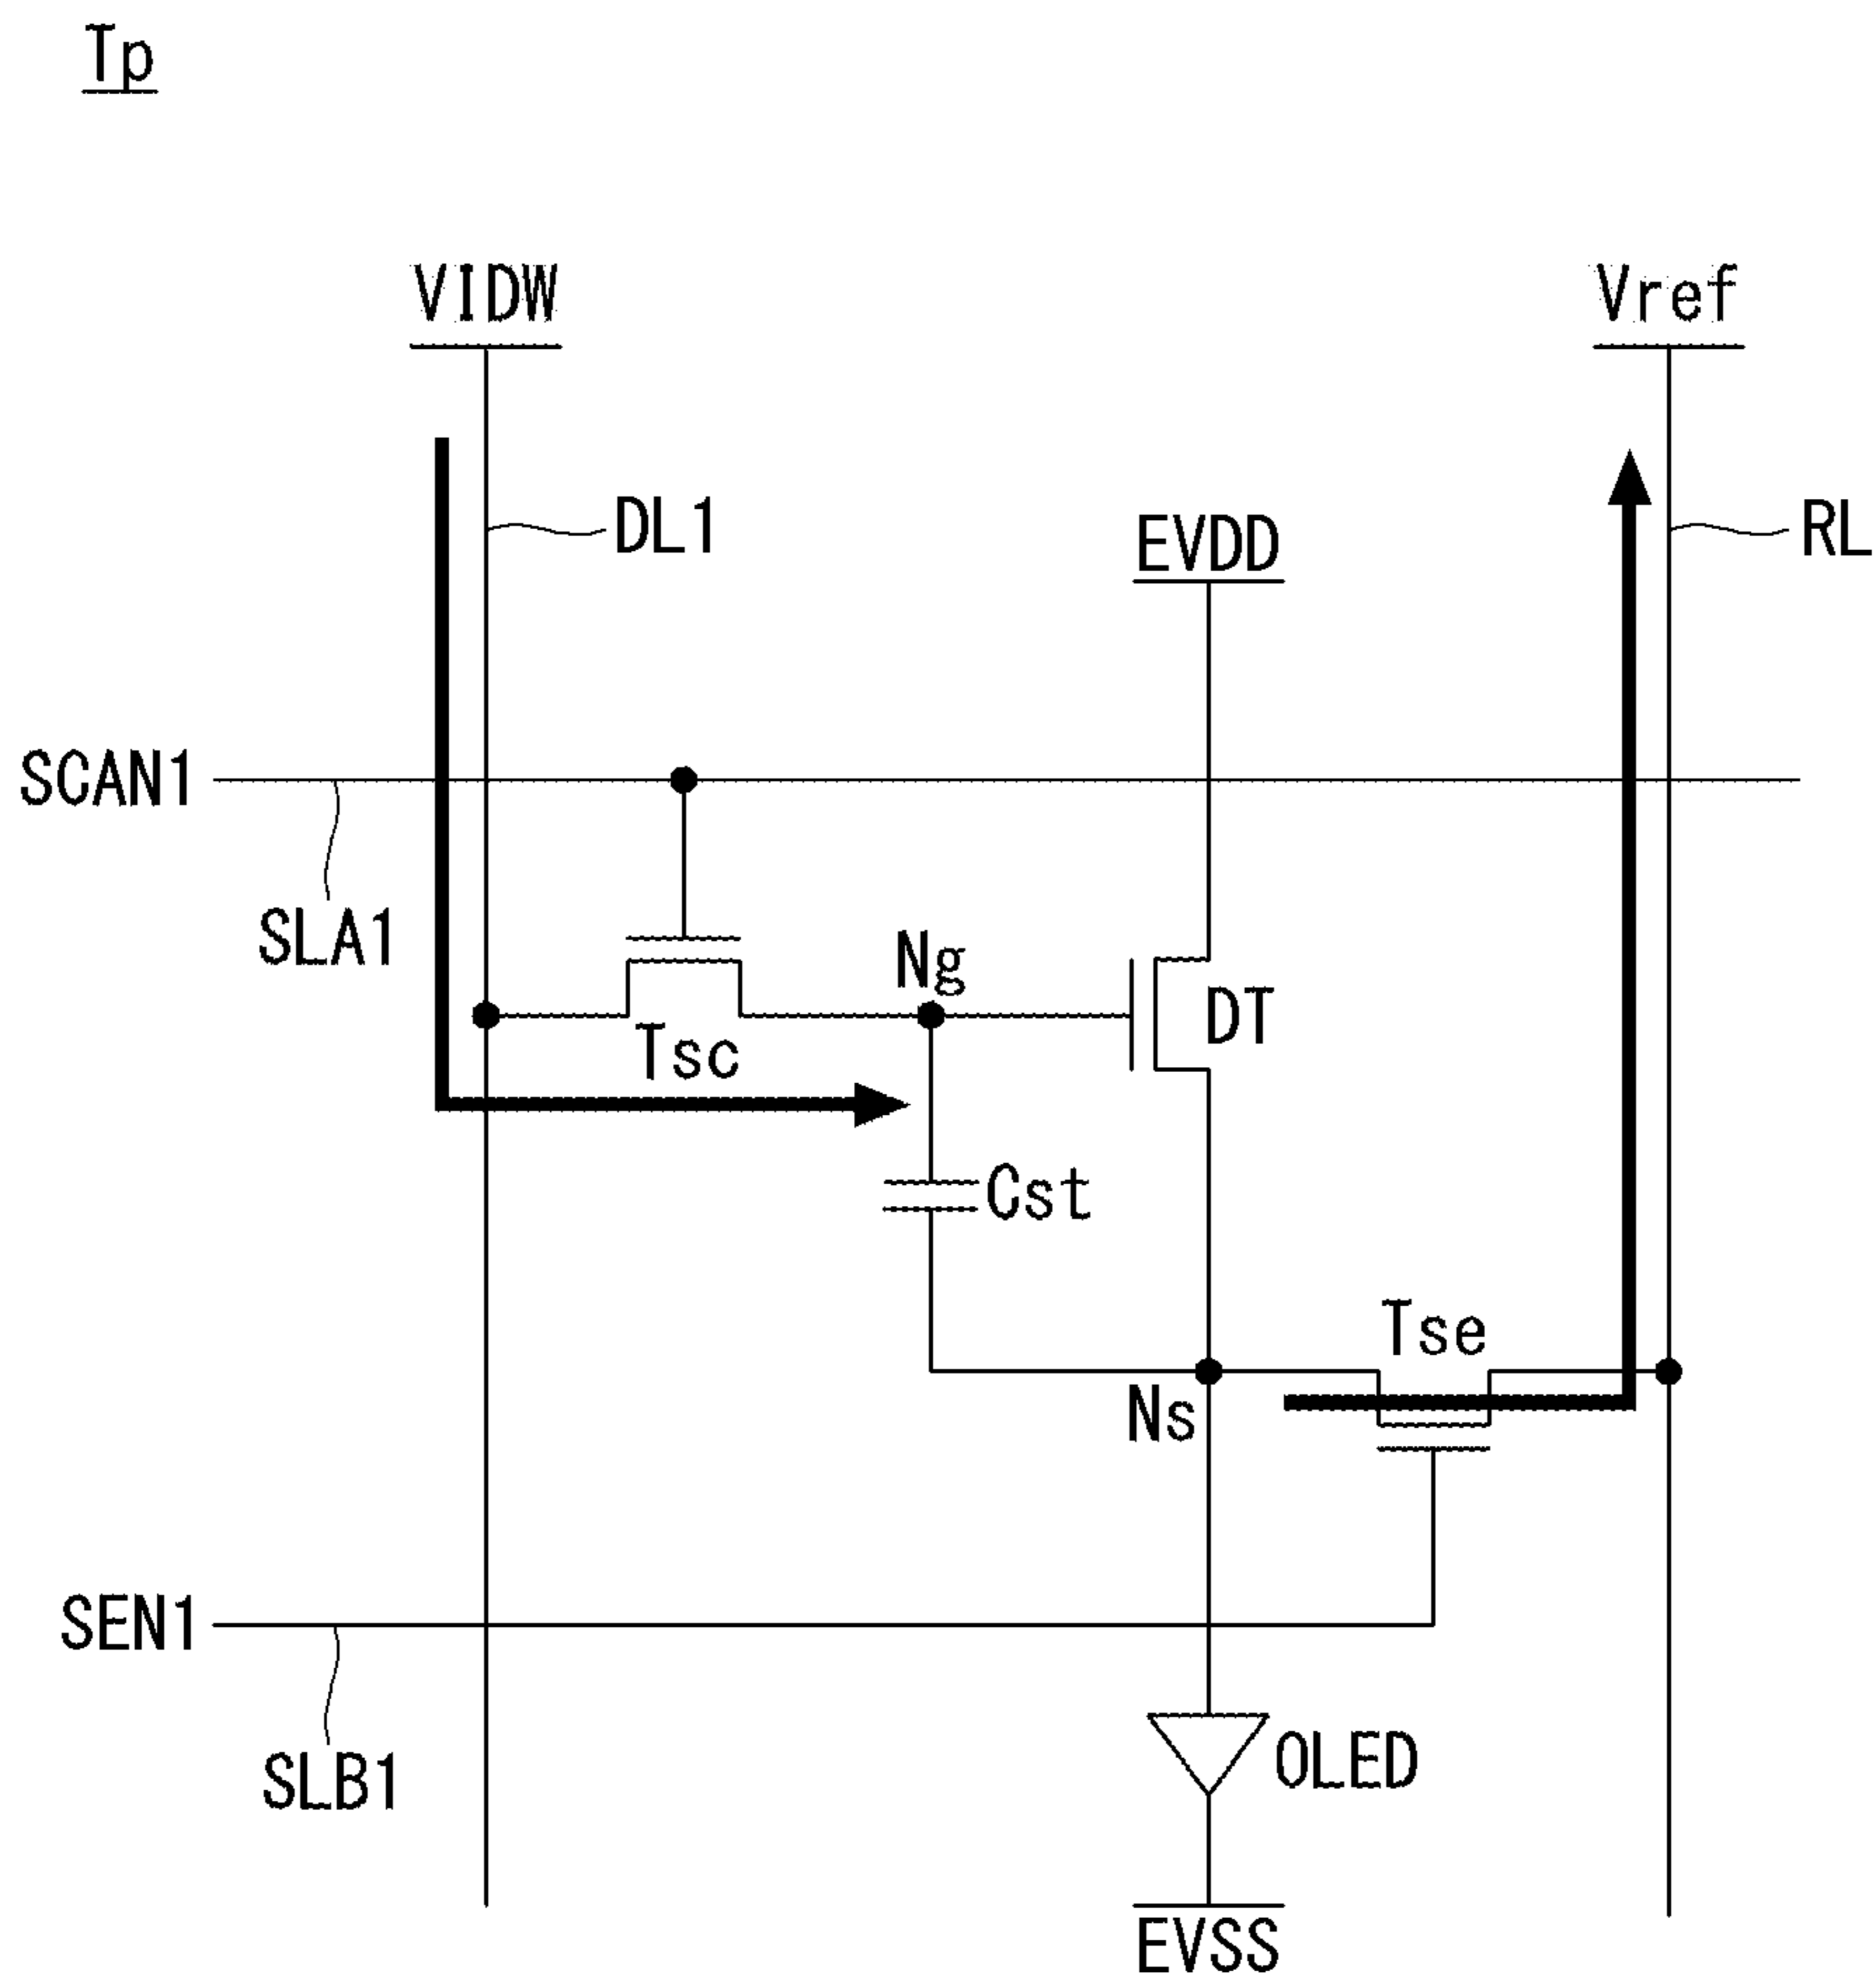 Tp
VIDW
Vref
DL1
RL
EVDD
SCAN1
SLA1
Ng
DT
Tsc
Cst
Tse
Ns
SEN1
SLB1
OLED
EVSS